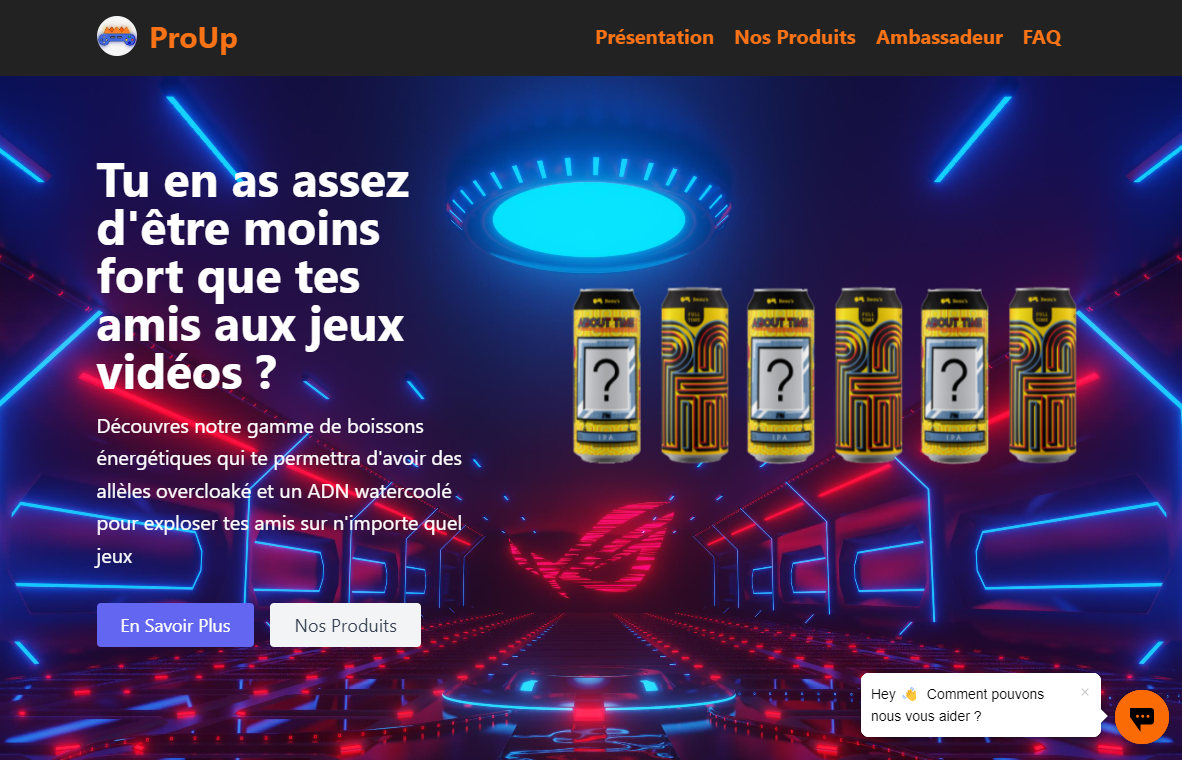 ProUp
Présentation
Nos Produits
Ambassadeur
FAQ
Tu en as assez
d'être moins
fort que tes
amis aux jeux
vidéos ?
Découvres notre gamme de boissons
énergétiques qui te permettra d'avoir des
allèles overcloaké et un ADN watercoolé
pour exploser tes amis sur n'importe quel
jeux
En Savoir Plus
Nos Produits
ABOUT TIME
?
I.P.A.
FULL
TIME
ABOUT TIME
?
I.P.A.
FULL
TIME
ABOUT TIME
?
I.P.A.
FULL
TIME
Hey 👋 Comment pouvons
nous vous aider ?
×